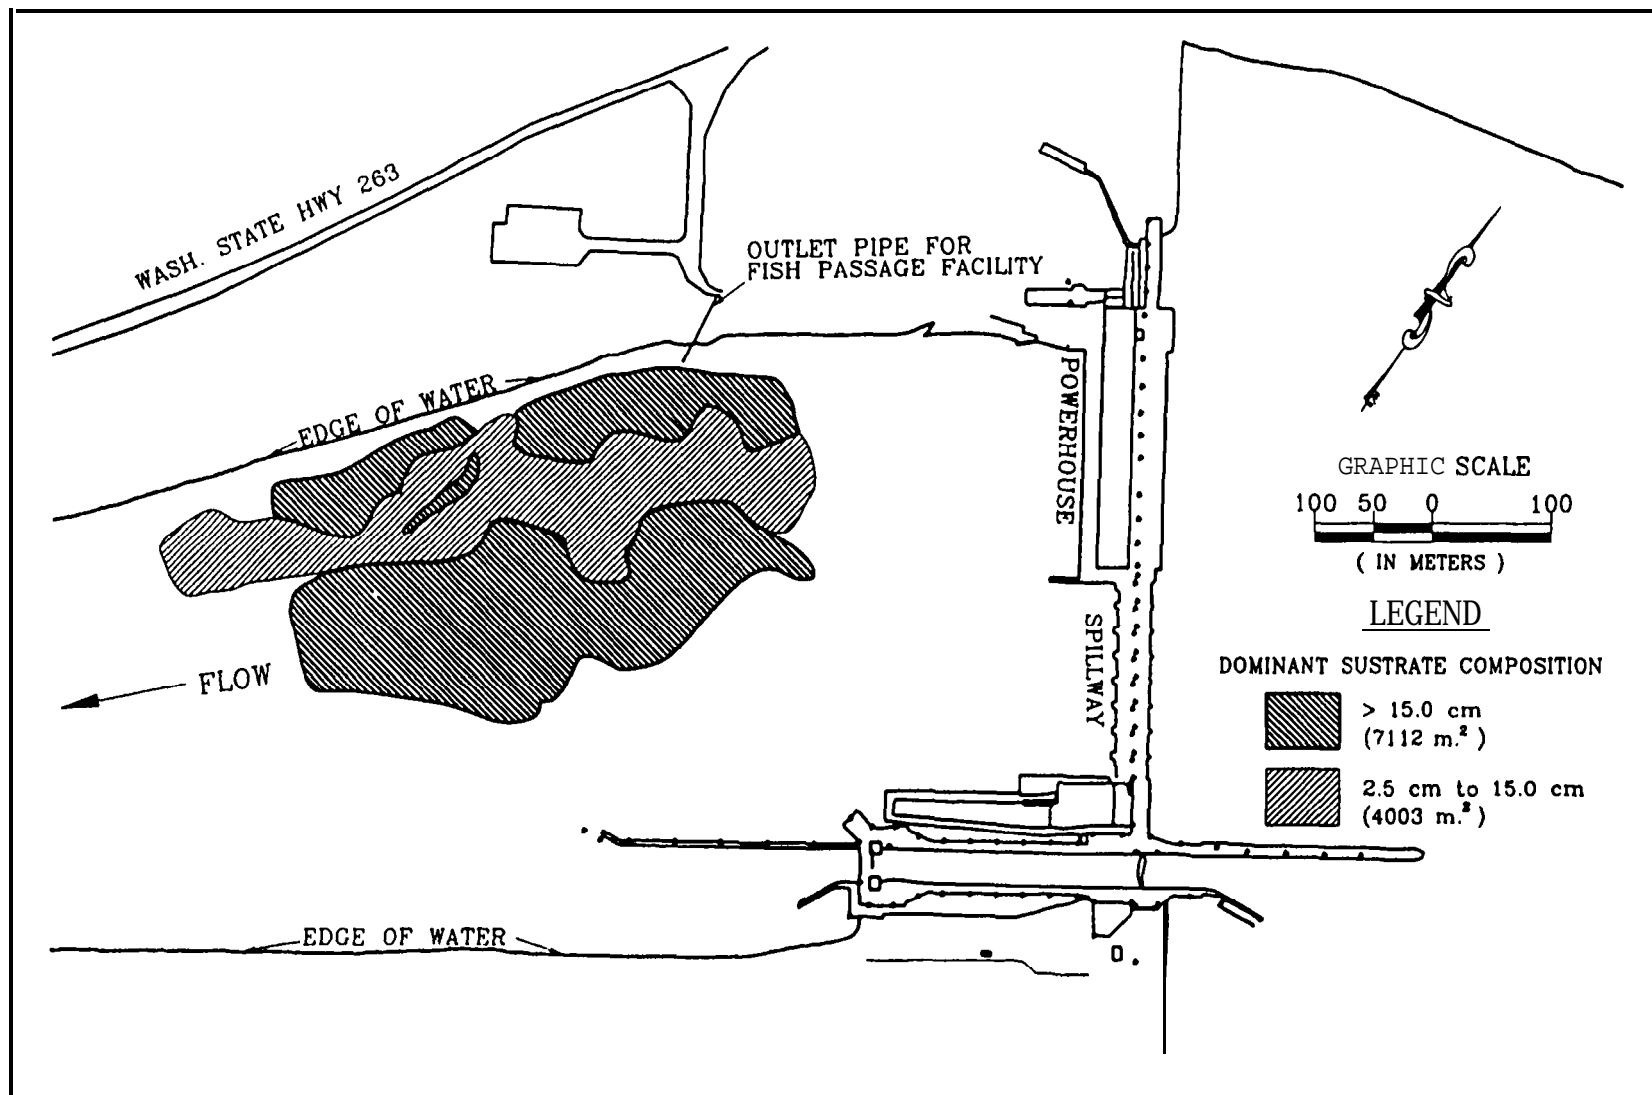 WASH. STATE HWY 263
OUTLET PIPE FOR
FISH PASSAGE FACILITY
EDGE OF WATER
POWERHOUSE
SPILLWAY
FLOW
EDGE OF WATER
GRAPHIC SCALE
100 50 0 100
( IN METERS )
LEGEND
DOMINANT SUSTRATE COMPOSITION
> 15.0 cm
(7112 m.² )
2.5 cm to 15.0 cm
(4003 m.² )